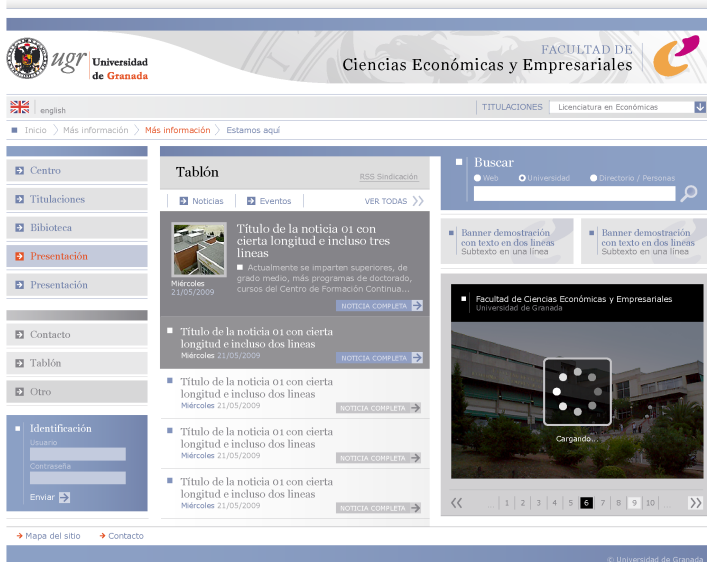 ugr Universidad
de Granada
FACULTAD DE
Ciencias Económicas y Empresariales
english
TITULACIONES Licenciatura en Económicas
Inicio Más información Más información Estamos aquí
Centro
Titulaciones
Biblioteca
Presentación
Presentación
Contacto
Tablón
Otro
Identificación
Usuario
Contraseña
Enviar
Tablón RSS Sindicación
Noticias Eventos VER TODAS
Título de la noticia 01 con
cierta longitud e incluso tres
lineas
Actualmente se imparten superiores, de
grado medio, más programas de doctorado,
cursos del Centro de Formación Continua...
Miércoles
21/05/2009
NOTICIA COMPLETA
Título de la noticia 01 con cierta
longitud e incluso dos lineas
Miércoles 21/05/2009
NOTICIA COMPLETA
Título de la noticia 01 con cierta
longitud e incluso dos lineas
Miércoles 21/05/2009
NOTICIA COMPLETA
Título de la noticia 01 con cierta
longitud e incluso dos lineas
Miércoles 21/05/2009
NOTICIA COMPLETA
Título de la noticia 01 con cierta
longitud e incluso dos lineas
Miércoles 21/05/2009
NOTICIA COMPLETA
Buscar
Web Universidad Directorio / Personas
Banner demostración
con texto en dos lineas
Subtexto en una línea
Banner demostración
con texto en dos lineas
Subtexto en una línea
Facultad de Ciencias Económicas y Empresariales
Universidad de Granada
Cargando...
... 1 2 3 4 5 6 7 8 9 10 ...
Mapa del sitio Contacto
© Universidad de Granada